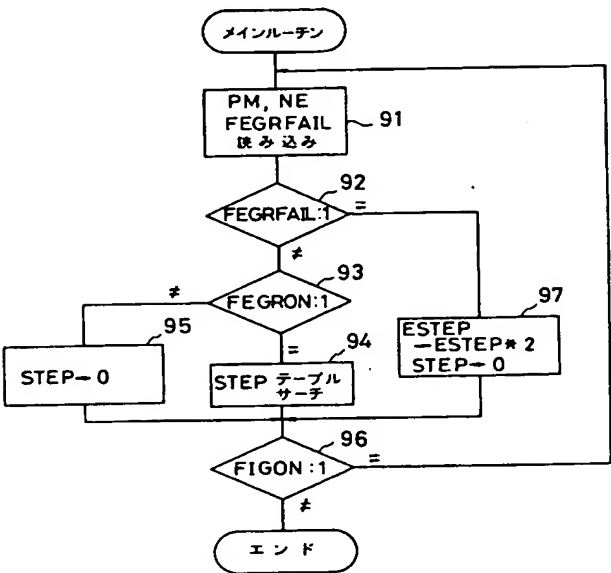 メインルーチン
PM, NE
FEGRFAIL
読み込み
91
92
FEGRFAIL:1
=
≠
93
FEGRON:1
≠
=
95
STEP←0
94
STEP テーブル
サーチ
97
ESTEP
←ESTEP* 2
STEP←0
96
FIGON:1
=
≠
エンド